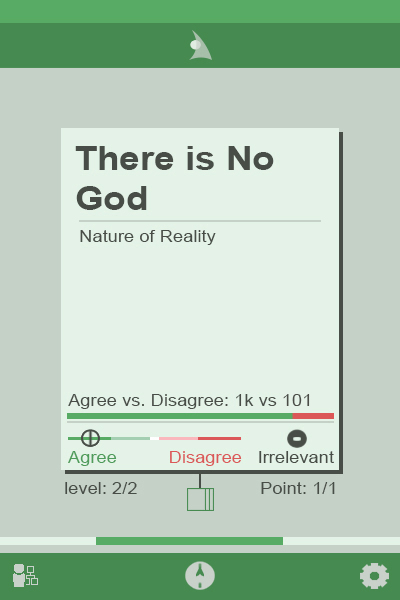 There is No
God
Nature of Reality
Agree vs. Disagree: 1k vs 101
Agree Disagree Irrelevant
level: 2/2 Point: 1/1